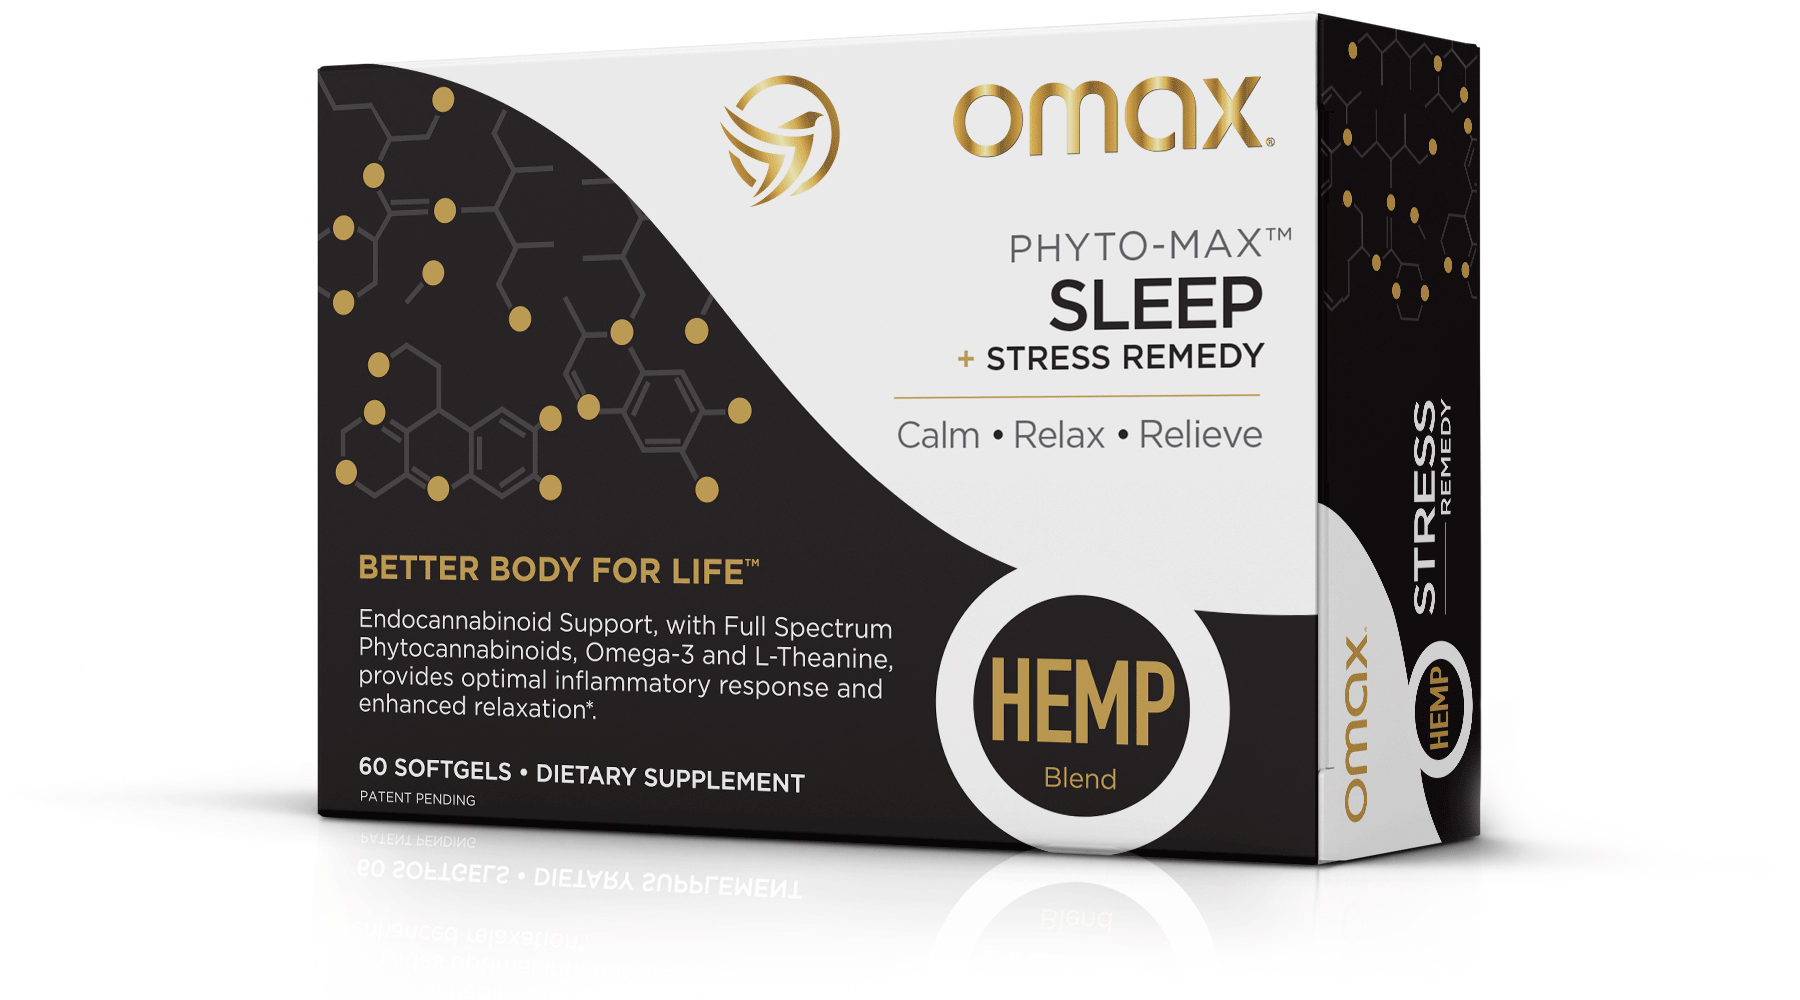 omax®
PHYTO-MAX™
SLEEP
+ STRESS REMEDY
Calm • Relax • Relieve
BETTER BODY FOR LIFE™
Endocannabinoid Support, with Full Spectrum
Phytocannabinoids, Omega-3 and L-Theanine,
provides optimal inflammatory response and
enhanced relaxation*.
60 SOFTGELS • DIETARY SUPPLEMENT
PATENT PENDING
HEMP
Blend
STRESS
REMEDY
omax
HEMP